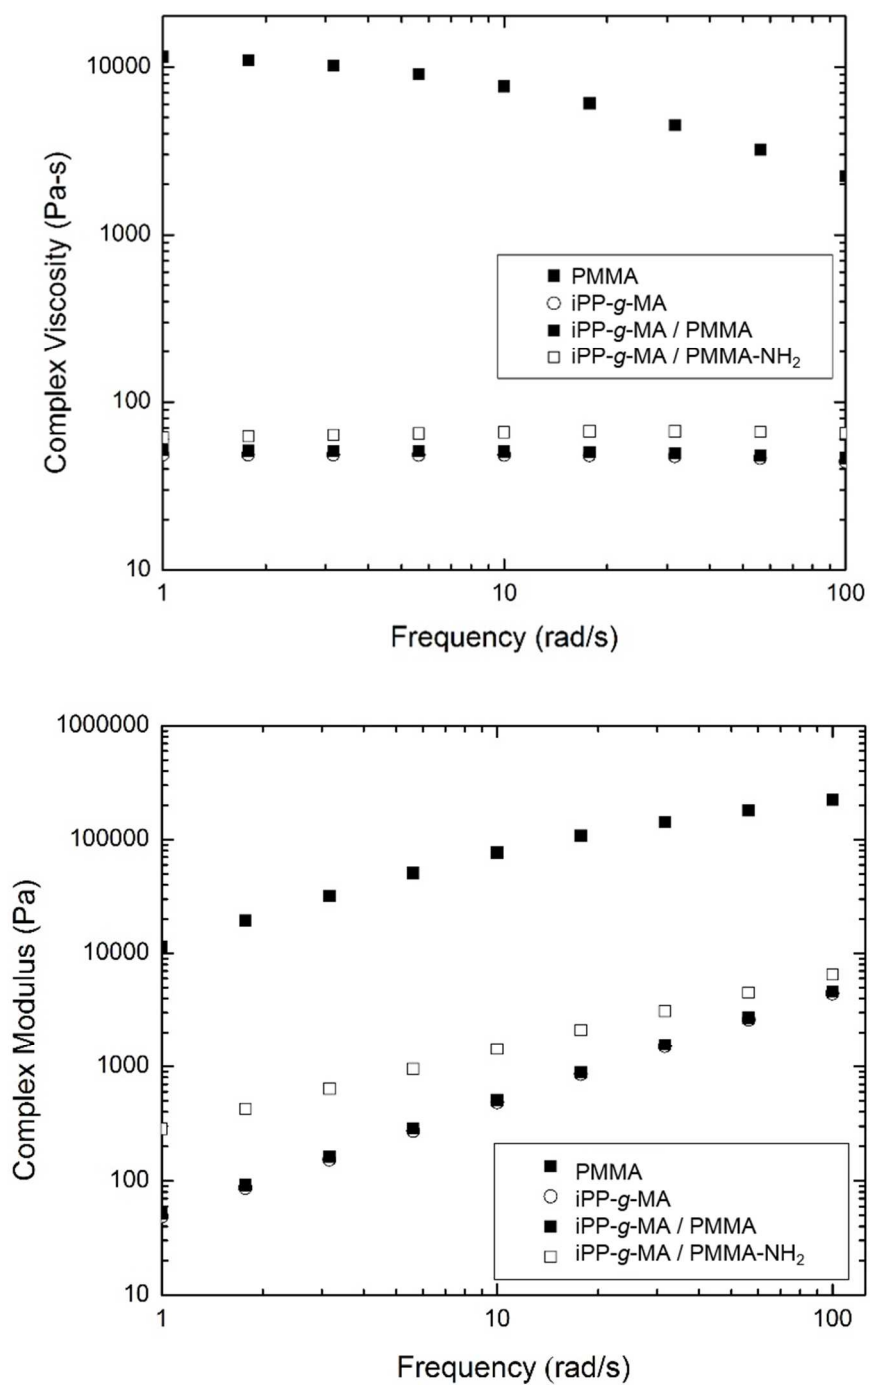 10000
1000
100
10
Complex Viscosity (Pa-s)
PMMA
iPP-g-MA
iPP-g-MA / PMMA
iPP-g-MA / PMMA-NH₂
1
10
100
Frequency (rad/s)
1000000
100000
10000
1000
100
10
Complex Modulus (Pa)
PMMA
iPP-g-MA
iPP-g-MA / PMMA
iPP-g-MA / PMMA-NH₂
1
10
100
Frequency (rad/s)